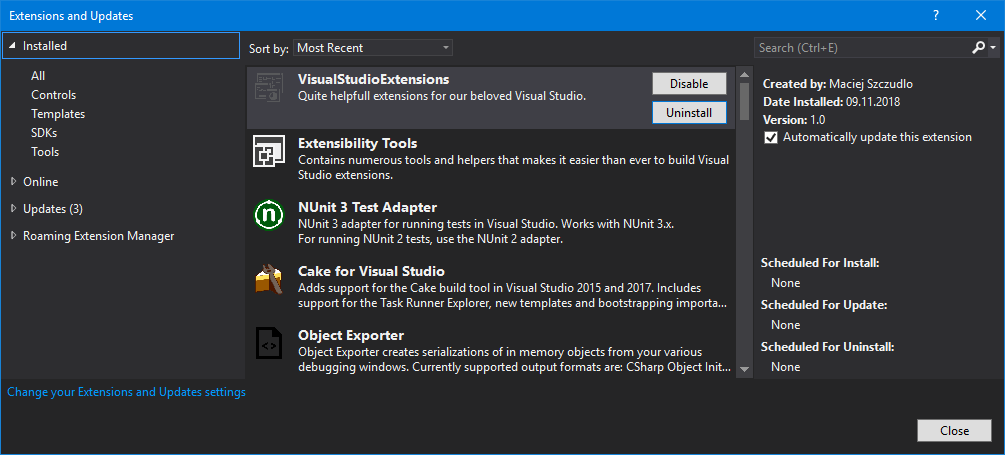 Extensions and Updates
?
Installed
All
Controls
Templates
SDKs
Tools
Online
Updates (3)
Roaming Extension Manager
Sort by: Most Recent
VisualStudioExtensions
Quite helpfull extensions for our beloved Visual Studio.
Disable
Uninstall
Extensibility Tools
Contains numerous tools and helpers that makes it easier than ever to build Visual
Studio extensions.
NUnit 3 Test Adapter
NUnit 3 adapter for running tests in Visual Studio. Works with NUnit 3.x.
For running NUnit 2 tests, use the NUnit 2 adapter.
Cake for Visual Studio
Adds support for the Cake build tool in Visual Studio 2015 and 2017. Includes
support for the Task Runner Explorer, new templates and bootstrapping importa...
Object Exporter
Object Exporter creates serializations of in memory objects from your various
debugging windows. Currently supported output formats are: CSharp Object Init...
Search (Ctrl+E)
Created by: Maciej Szczudlo
Date Installed: 09.11.2018
Version: 1.0
Automatically update this extension
Scheduled For Install:
None
Scheduled For Update:
None
Scheduled For Uninstall:
None
Change your Extensions and Updates settings
Close